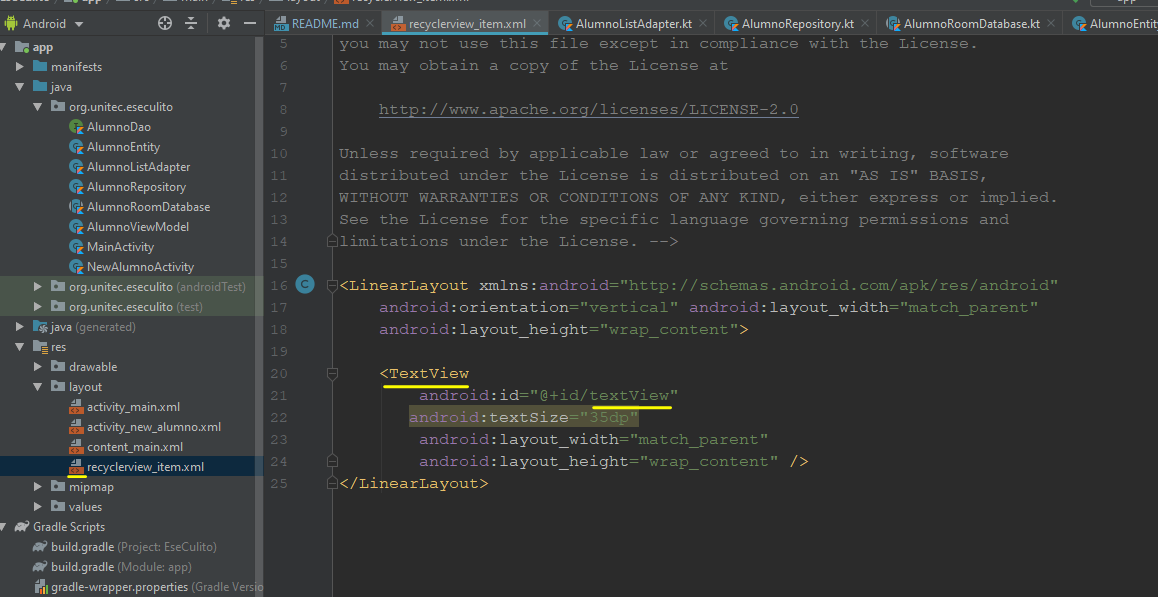 Android
README.md
recyclerview_item.xml
AlumnoListAdapter.kt
AlumnoRepository.kt
AlumnoRoomDatabase.kt
AlumnoEntity
app
manifests
java
org.unitec.eseculito
AlumnoDao
AlumnoEntity
AlumnoListAdapter
AlumnoRepository
AlumnoRoomDatabase
AlumnoViewModel
MainActivity
NewAlumnoActivity
org.unitec.eseculito (androidTest)
org.unitec.eseculito (test)
java (generated)
res
drawable
layout
activity_main.xml
activity_new_alumno.xml
content_main.xml
recyclerview_item.xml
mipmap
values
Gradle Scripts
build.gradle (Project: EseCulito)
build.gradle (Module: app)
gradle-wrapper.properties (Gradle Versio
5 you may not use this file except in compliance with the License.
6 You may obtain a copy of the License at
7
8 http://www.apache.org/licenses/LICENSE-2.0
9
10 Unless required by applicable law or agreed to in writing, software
11 distributed under the License is distributed on an "AS IS" BASIS,
12 WITHOUT WARRANTIES OR CONDITIONS OF ANY KIND, either express or implied.
13 See the License for the specific language governing permissions and
14 limitations under the License. -->
15
16 <LinearLayout xmlns:android="http://schemas.android.com/apk/res/android"
17 android:orientation="vertical" android:layout_width="match_parent"
18 android:layout_height="wrap_content">
19
20 <TextView
21 android:id="@+id/textView"
22 android:textSize="35dp"
23 android:layout_width="match_parent"
24 android:layout_height="wrap_content" />
25 </LinearLayout>